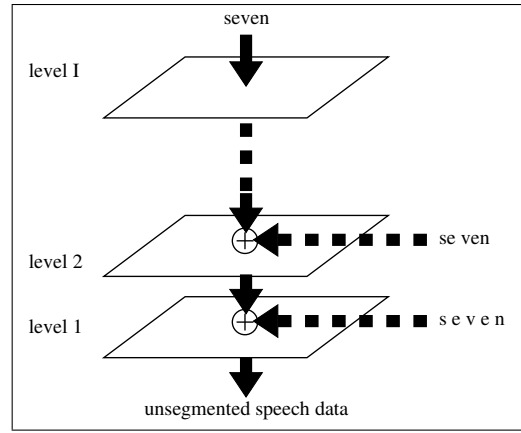 seven
level I
se ven
level 2
s e v e n
level 1
unsegmented speech data